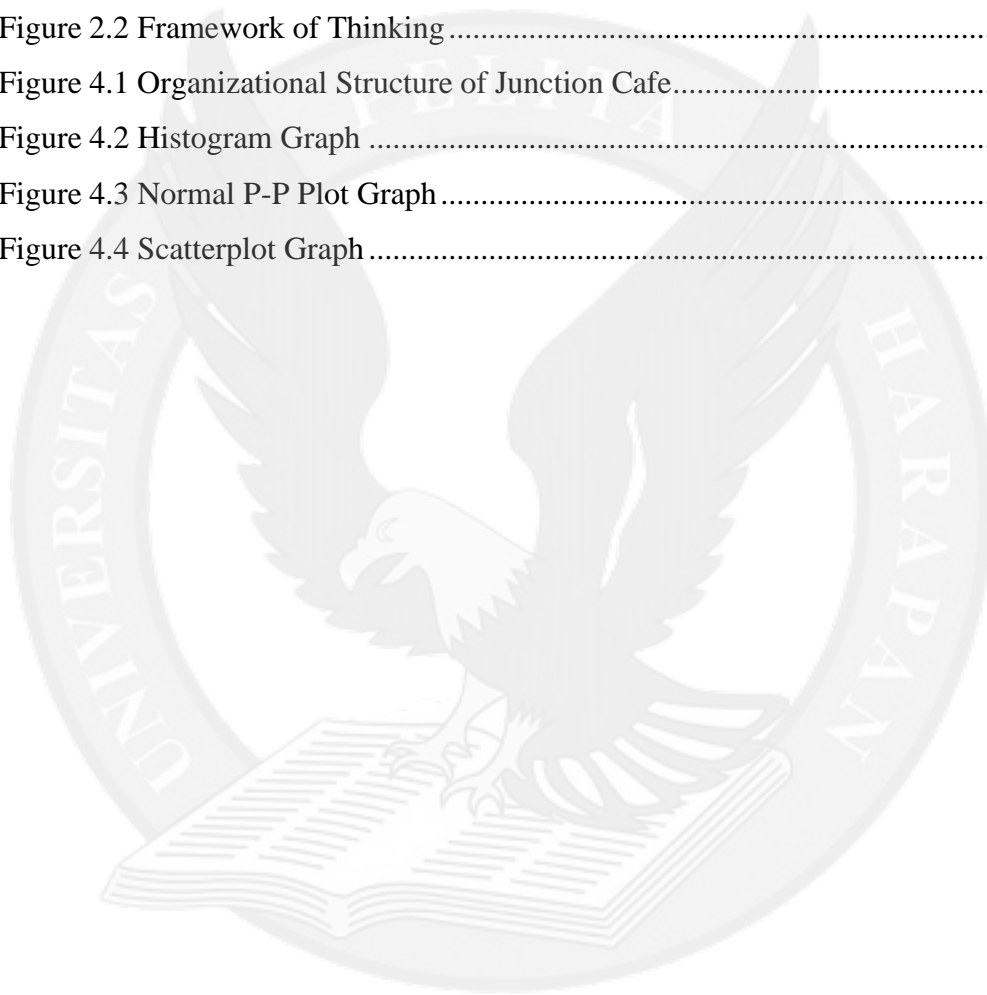 Figure 2.2 Framework of Thinking ........................................................................
Figure 4.1 Organizational Structure of Junction Cafe.........................................
Figure 4.2 Histogram Graph ................................................................................
Figure 4.3 Normal P-P Plot Graph .......................................................................
Figure 4.4 Scatterplot Graph ................................................................................
UNIVERSITAS PELITA HARAPAN